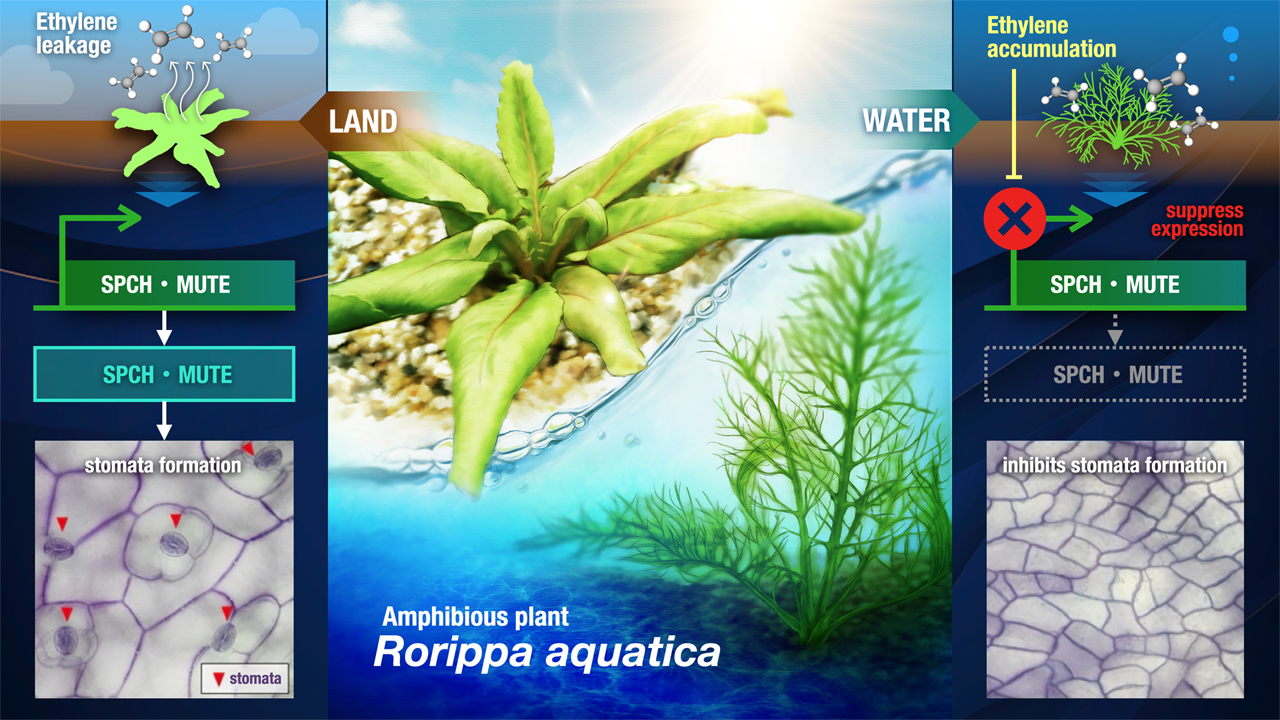 Ethylene
leakage
SPCH・MUTE
SPCH・MUTE
stomata formation
stomata
LAND
WATER
Amphibious plant
Rorippa aquatica
Ethylene
accumulation
suppress
expression
SPCH・MUTE
SPCH・MUTE
inhibits stomata formation